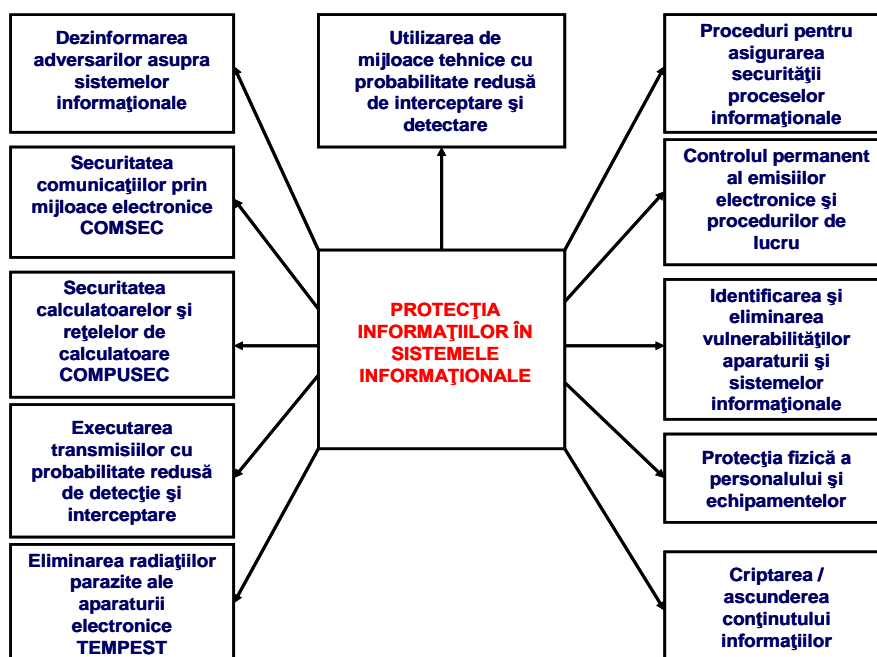 Dezinformarea
adversarilor asupra
sistemelor
informaţionale
Utilizarea de
mijloace tehnice cu
probabilitate redusă
de interceptare şi
detectare
Proceduri pentru
asigurarea
securităţii
proceselor
informaţionale
Securitatea
comunicaţiilor prin
mijloace electronice
COMSEC
Controlul permanent
al emisiilor
electronice şi
procedurilor de
lucru
Securitatea
calculatoarelor şi
reţelelor de
calculatoare
COMPUSEC
PROTECŢIA
INFORMAŢIILOR ÎN
SISTEMELE
INFORMAŢIONALE
Identificarea şi
eliminarea
vulnerabilităţilor
aparaturii şi
sistemelor
informaţionale
Executarea
transmisiilor cu
probabilitate redusă
de detecţie şi
interceptare
Protecţia fizică a
personalului şi
echipamentelor
Eliminarea radiaţiilor
parazite ale
aparaturii
electronice
TEMPEST
Criptarea /
ascunderea
conţinutului
informaţiilor